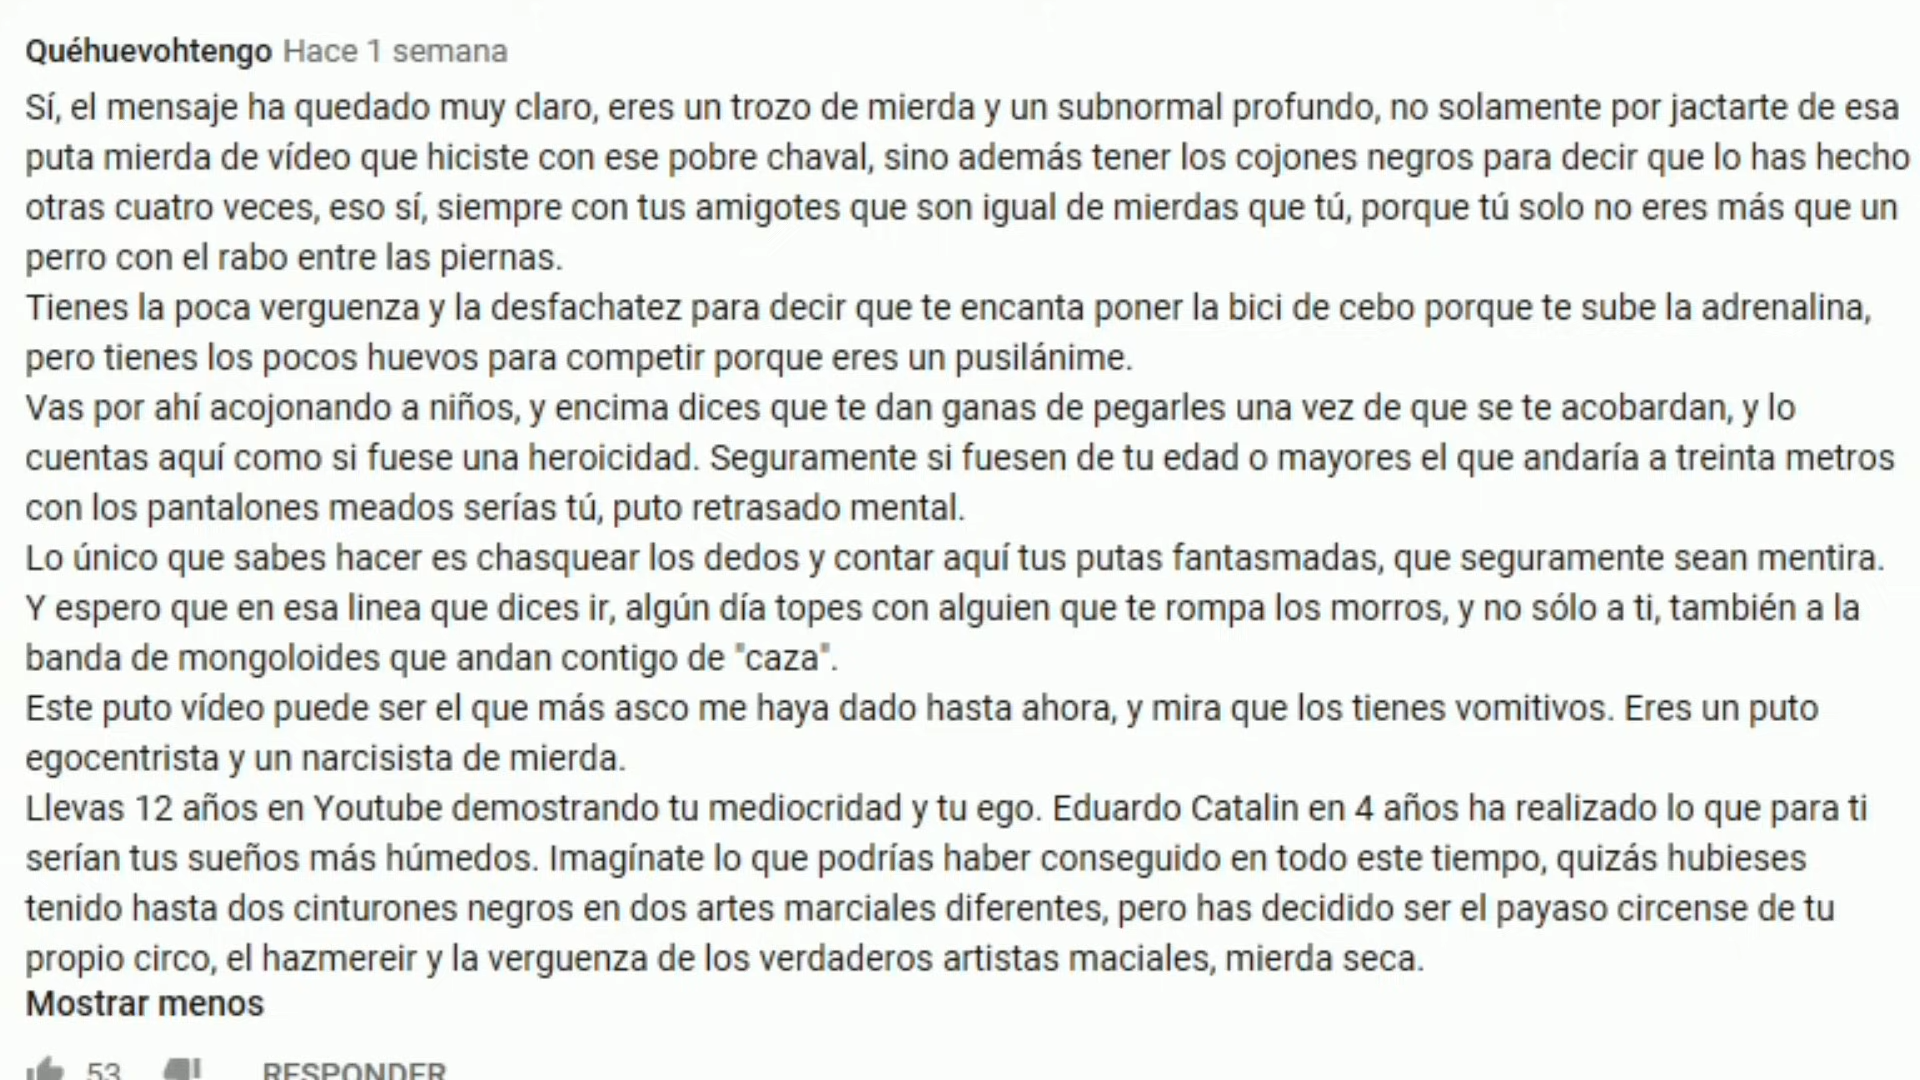 Quéhuevohtengo Hace 1 semana
Sí, el mensaje ha quedado muy claro, eres un trozo de mierda y un subnormal profundo, no solamente por jactarte de esa
puta mierda de vídeo que hiciste con ese pobre chaval, sino además tener los cojones negros para decir que lo has hecho
otras cuatro veces, eso sí, siempre con tus amigotes que son igual de mierdas que tú, porque tú solo no eres más que un
perro con el rabo entre las piernas.
Tienes la poca verguenza y la desfachatez para decir que te encanta poner la bici de cebo porque te sube la adrenalina,
pero tienes los pocos huevos para competir porque eres un pusilánime.
Vas por ahí acojonando a niños, y encima dices que te dan ganas de pegarles una vez de que se te acobardan, y lo
cuentas aquí como si fuese una heroicidad. Seguramente si fuesen de tu edad o mayores el que andaría a treinta metros
con los pantalones meados serías tú, puto retrasado mental.
Lo único que sabes hacer es chasquear los dedos y contar aquí tus putas fantasmadas, que seguramente sean mentira.
Y espero que en esa linea que dices ir, algún día topes con alguien que te rompa los morros, y no sólo a ti, también a la
banda de mongoloides que andan contigo de "caza".
Este puto vídeo puede ser el que más asco me haya dado hasta ahora, y mira que los tienes vomitivos. Eres un puto
egocentrista y un narcisista de mierda.
Llevas 12 años en Youtube demostrando tu mediocridad y tu ego. Eduardo Catalin en 4 años ha realizado lo que para ti
serían tus sueños más húmedos. Imagínate lo que podrías haber conseguido en todo este tiempo, quizás hubieses
tenido hasta dos cinturones negros en dos artes marciales diferentes, pero has decidido ser el payaso circense de tu
propio circo, el hazmereir y la verguenza de los verdaderos artistas maciales, mierda seca.
Mostrar menos
53 RESPONDER